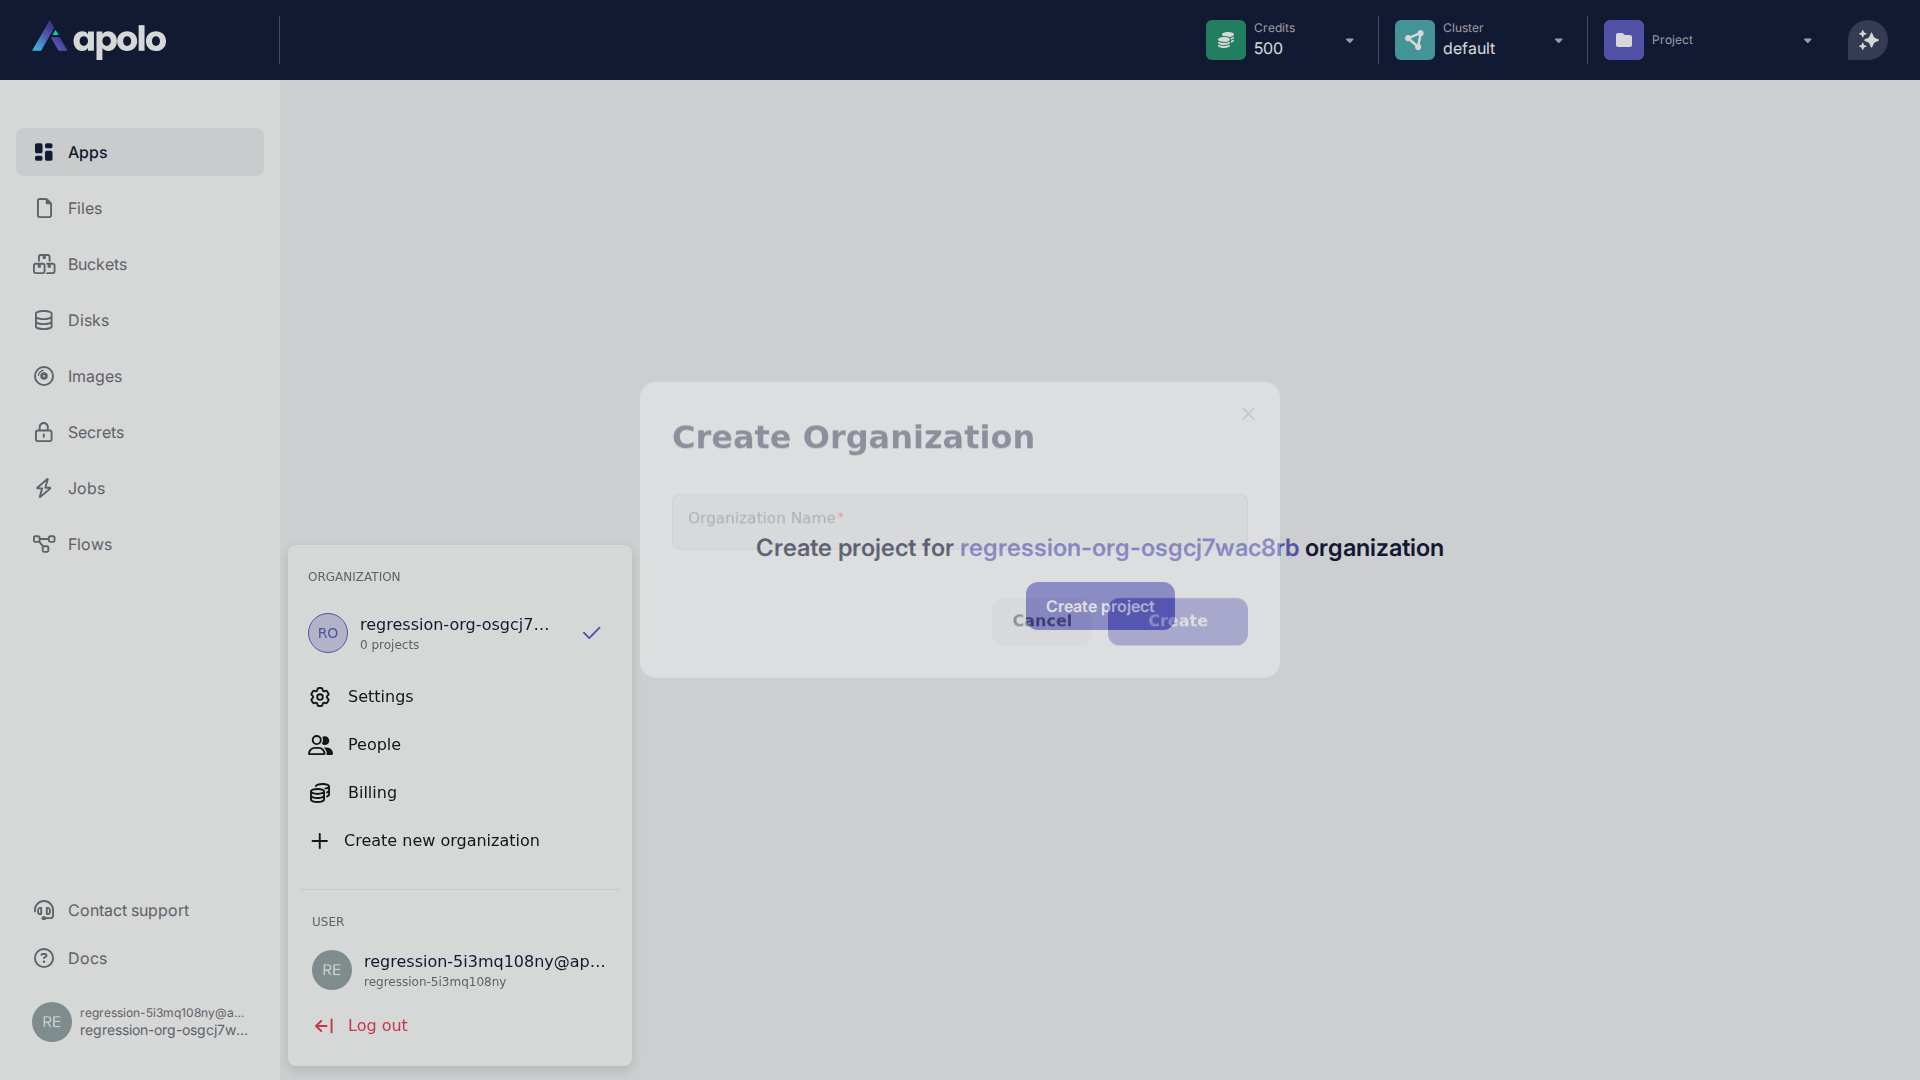 apolo
Credits
500
Cluster
default
Project
Apps
Files
Buckets
Disks
Images
Secrets
Jobs
Flows
Contact support
Docs
RE
regression-5i3mq108ny@a...
regression-org-osgcj7w...
ORGANIZATION
RO
regression-org-osgcj7...
0 projects
Settings
People
Billing
Create new organization
USER
RE
regression-5i3mq108ny@ap...
regression-5i3mq108ny
Log out
Create Organization
Organization Name*
Create project for regression-org-osgcj7wac8rb organization
Create project
Cancel
Create